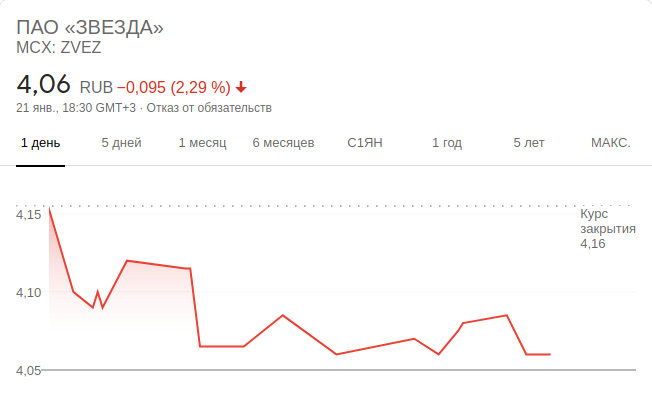 ПАО «ЗВЕЗДА»
MCX: ZVEZ
4,06 RUB −0,095 (2,29 %)
21 янв., 18:30 GMT+3 · Отказ от обязательств
1 день 5 дней 1 месяц 6 месяцев С1ЯН 1 год 5 лет МАКС.
4,15
Курс
закрытия
4,16
4,10
4,05